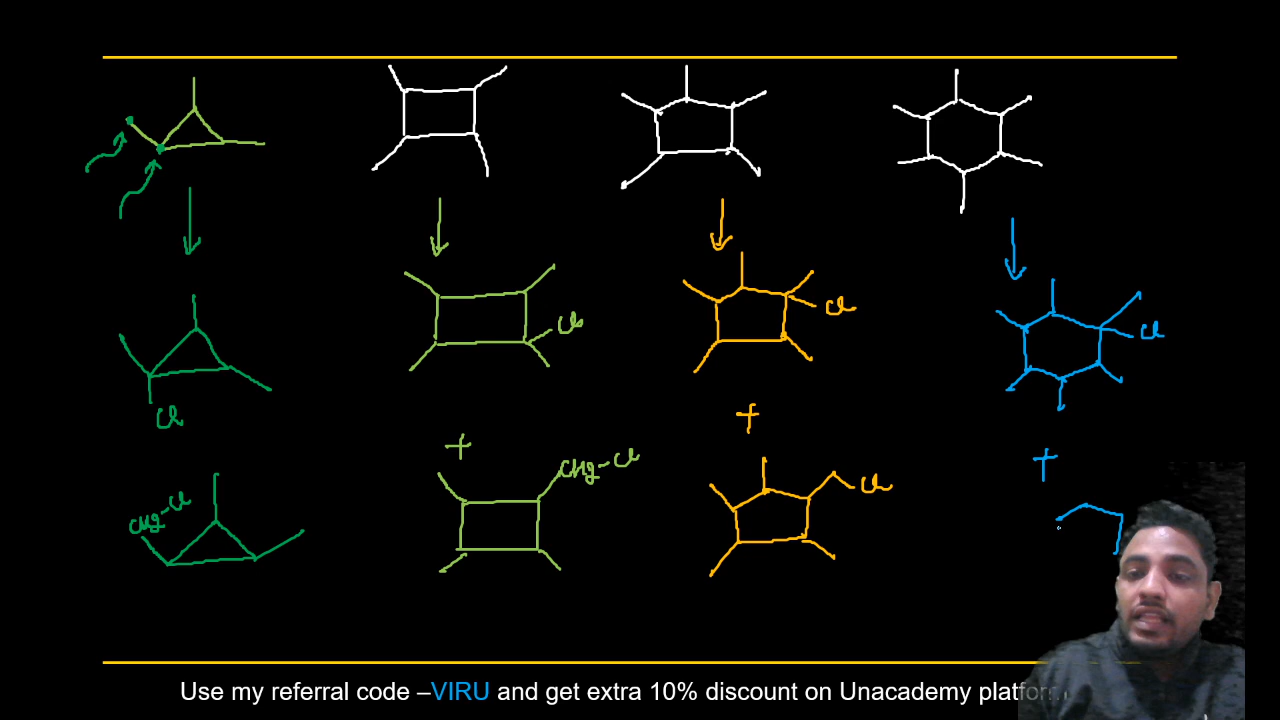 Cl
Cl
Cl
Cl
CH2-Cl
CH2-Cl
Cl
Use my referral code –VIRU and get extra 10% discount on Unacademy platform